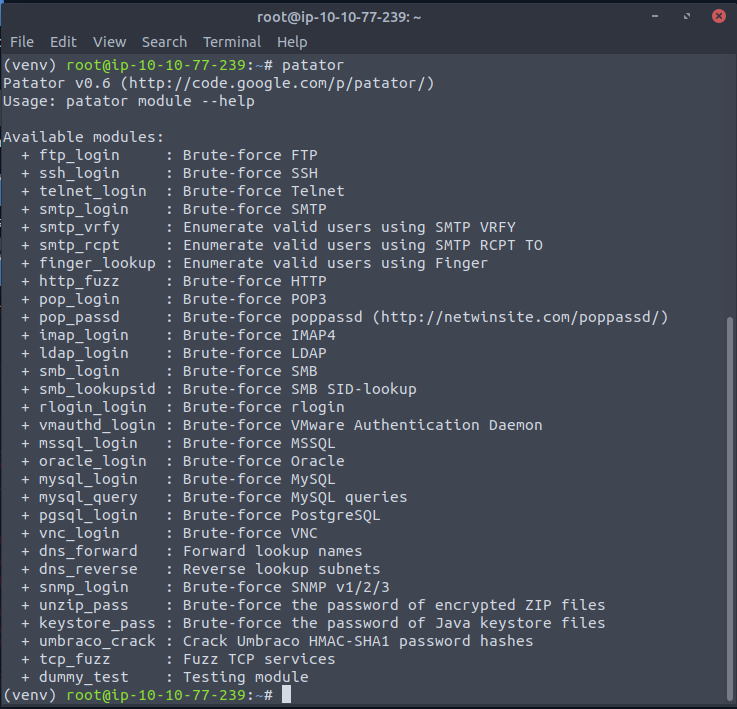 root@ip-10-10-77-239: ~
File Edit View Search Terminal Help
(venv) root@ip-10-10-77-239:~# patator
Patator v0.6 (http://code.google.com/p/patator/)
Usage: patator module --help

Available modules:
  + ftp_login     : Brute-force FTP
  + ssh_login     : Brute-force SSH
  + telnet_login  : Brute-force Telnet
  + smtp_login    : Brute-force SMTP
  + smtp_vrfy     : Enumerate valid users using SMTP VRFY
  + smtp_rcpt     : Enumerate valid users using SMTP RCPT TO
  + finger_lookup : Enumerate valid users using Finger
  + http_fuzz     : Brute-force HTTP
  + pop_login     : Brute-force POP3
  + pop_passd     : Brute-force poppassd (http://netwinsite.com/poppassd/)
  + imap_login    : Brute-force IMAP4
  + ldap_login    : Brute-force LDAP
  + smb_login     : Brute-force SMB
  + smb_lookupsid : Brute-force SMB SID-lookup
  + rlogin_login  : Brute-force rlogin
  + vmauthd_login : Brute-force VMware Authentication Daemon
  + mssql_login   : Brute-force MSSQL
  + oracle_login  : Brute-force Oracle
  + mysql_login   : Brute-force MySQL
  + mysql_query   : Brute-force MySQL queries
  + pgsql_login   : Brute-force PostgreSQL
  + vnc_login     : Brute-force VNC
  + dns_forward   : Forward lookup names
  + dns_reverse   : Reverse lookup subnets
  + snmp_login    : Brute-force SNMP v1/2/3
  + unzip_pass    : Brute-force the password of encrypted ZIP files
  + keystore_pass : Brute-force the password of Java keystore files
  + umbraco_crack : Crack Umbraco HMAC-SHA1 password hashes
  + tcp_fuzz      : Fuzz TCP services
  + dummy_test    : Testing module
(venv) root@ip-10-10-77-239:~#